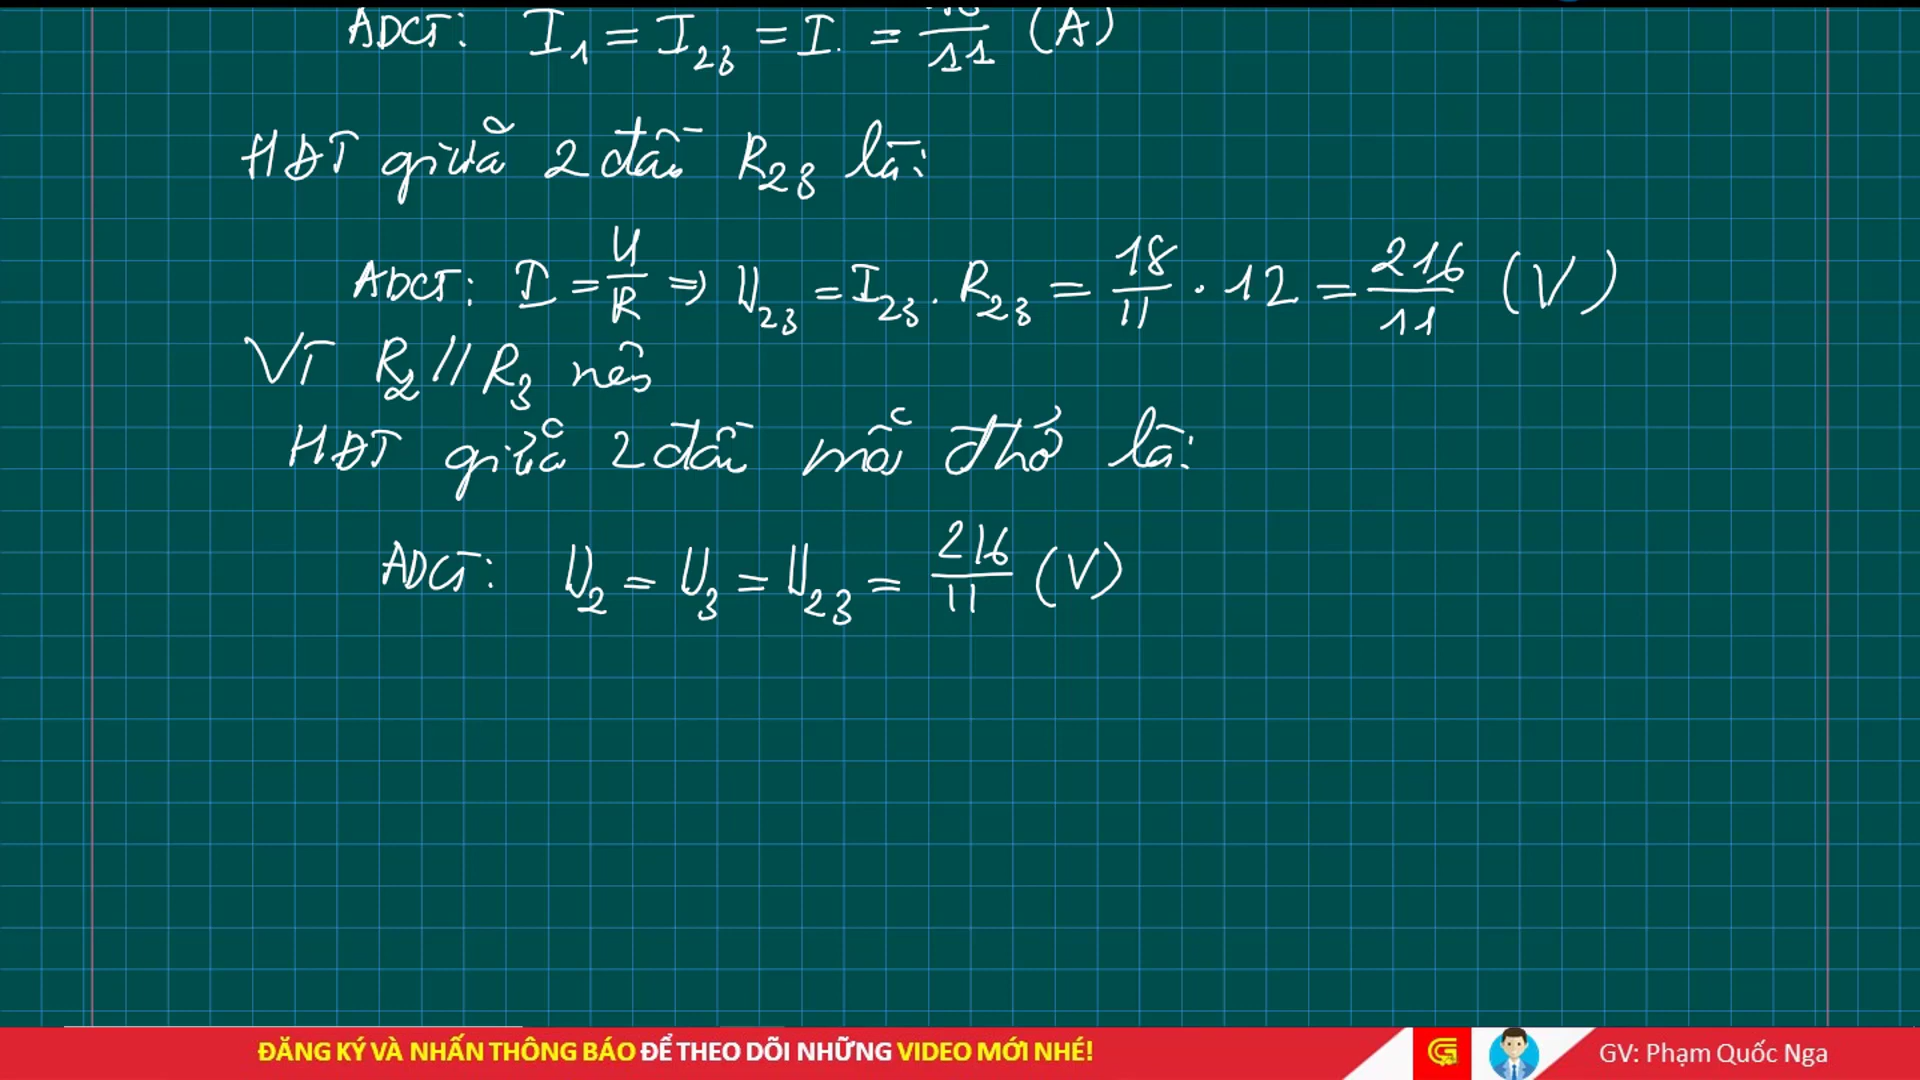 ADCT: I₁ = I₂₃ = I. = 18/11 (A)
HĐT giữa 2 đầu R₂₃ là:
ADCT: I = U/R => U₂₃ = I₂₃ . R₂₃ = 18/11 . 12 = 216/11 (V)
Vì R₂ // R₃ nên
HĐT giữa 2 đầu mỗi đtrở là:
ADCT: U₂ = U₃ = U₂₃ = 216/11 (V)
ĐĂNG KÝ VÀ NHẤN THÔNG BÁO ĐỂ THEO DÕI NHỮNG VIDEO MỚI NHÉ!
GV: Phạm Quốc Nga